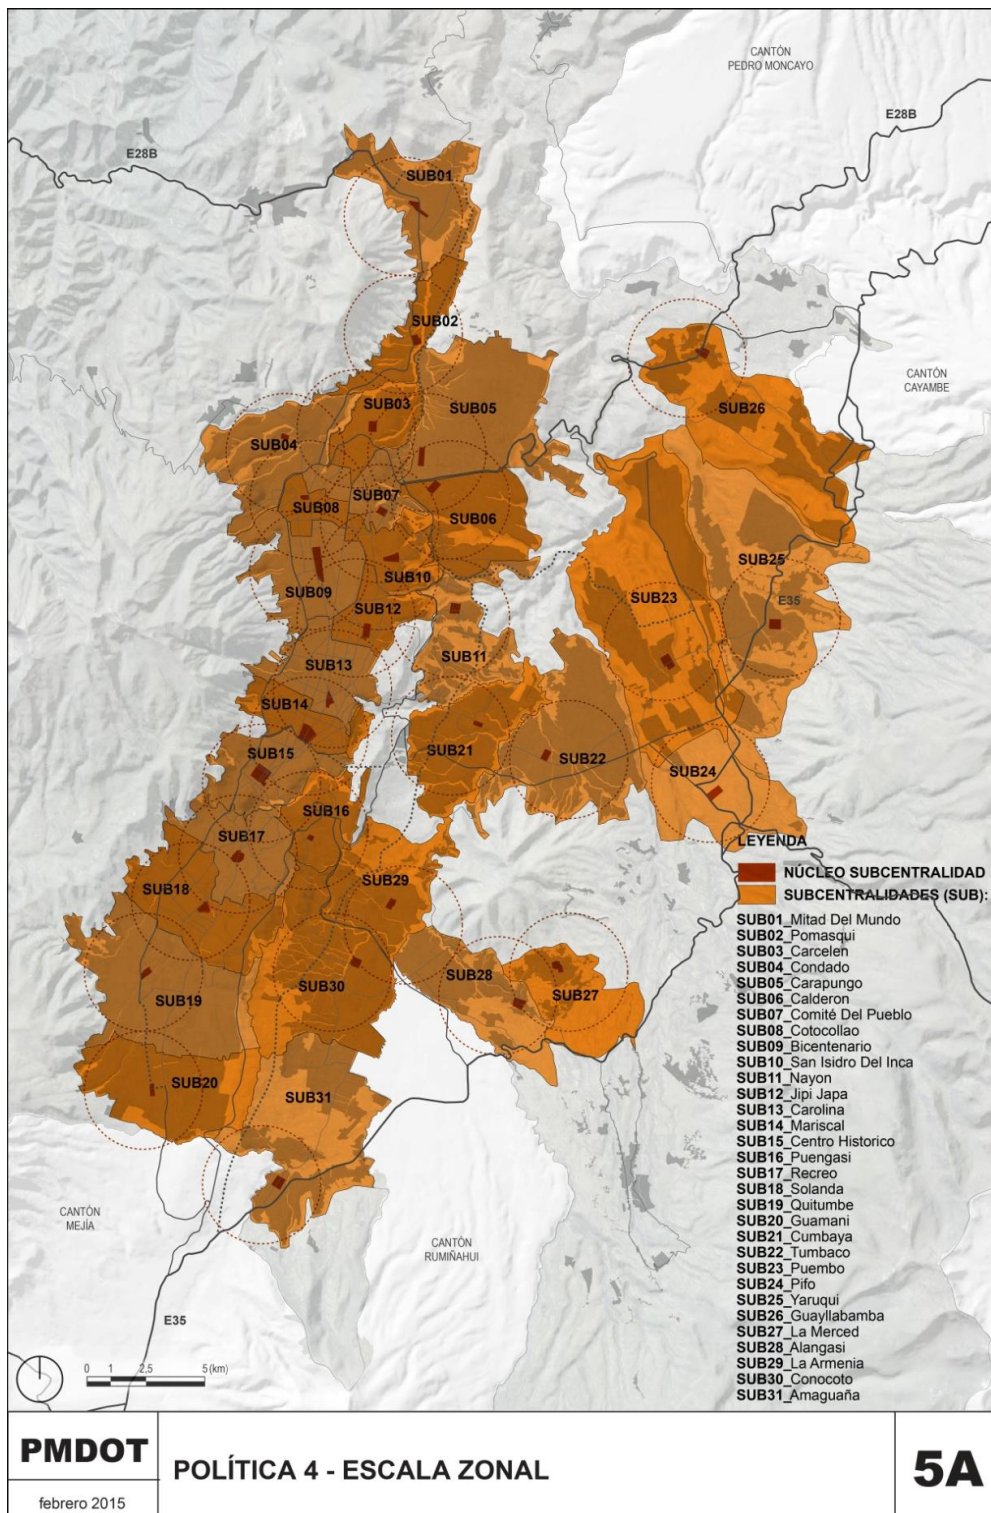 CANTÓN
PEDRO MONCAYO
E28B
E28B
SUB01
SUB02
CANTÓN
CAYAMBE
SUB03
SUB05
SUB26
SUB04
SUB07
SUB08
SUB06
SUB25
SUB10
SUB09
SUB23
E35
SUB12
SUB11
SUB13
SUB14
SUB15
SUB21
SUB22
SUB24
SUB16
SUB17
SUB29
SUB18
SUB28
SUB30
SUB27
SUB19
SUB20
SUB31
CANTÓN
MEJÍA
CANTÓN
RUMIÑAHUI
E35
0 1 2,5 5 (km)
LEYENDA
NÚCLEO SUBCENTRALIDAD
SUBCENTRALIDADES (SUB):
SUB01_Mitad Del Mundo
SUB02_Pomasqui
SUB03_Carcelen
SUB04_Condado
SUB05_Carapungo
SUB06_Calderon
SUB07_Comité Del Pueblo
SUB08_Cotocollao
SUB09_Bicentenario
SUB10_San Isidro Del Inca
SUB11_Nayon
SUB12_Jipi Japa
SUB13_Carolina
SUB14_Mariscal
SUB15_Centro Historico
SUB16_Puengasi
SUB17_Recreo
SUB18_Solanda
SUB19_Quitumbe
SUB20_Guamani
SUB21_Cumbaya
SUB22_Tumbaco
SUB23_Puembo
SUB24_Pifo
SUB25_Yaruqui
SUB26_Guayllabamba
SUB27_La Merced
SUB28_Alangasi
SUB29_La Armenia
SUB30_Conocoto
SUB31_Amaguaña
PMDOT
febrero 2015
POLÍTICA 4 - ESCALA ZONAL
5A